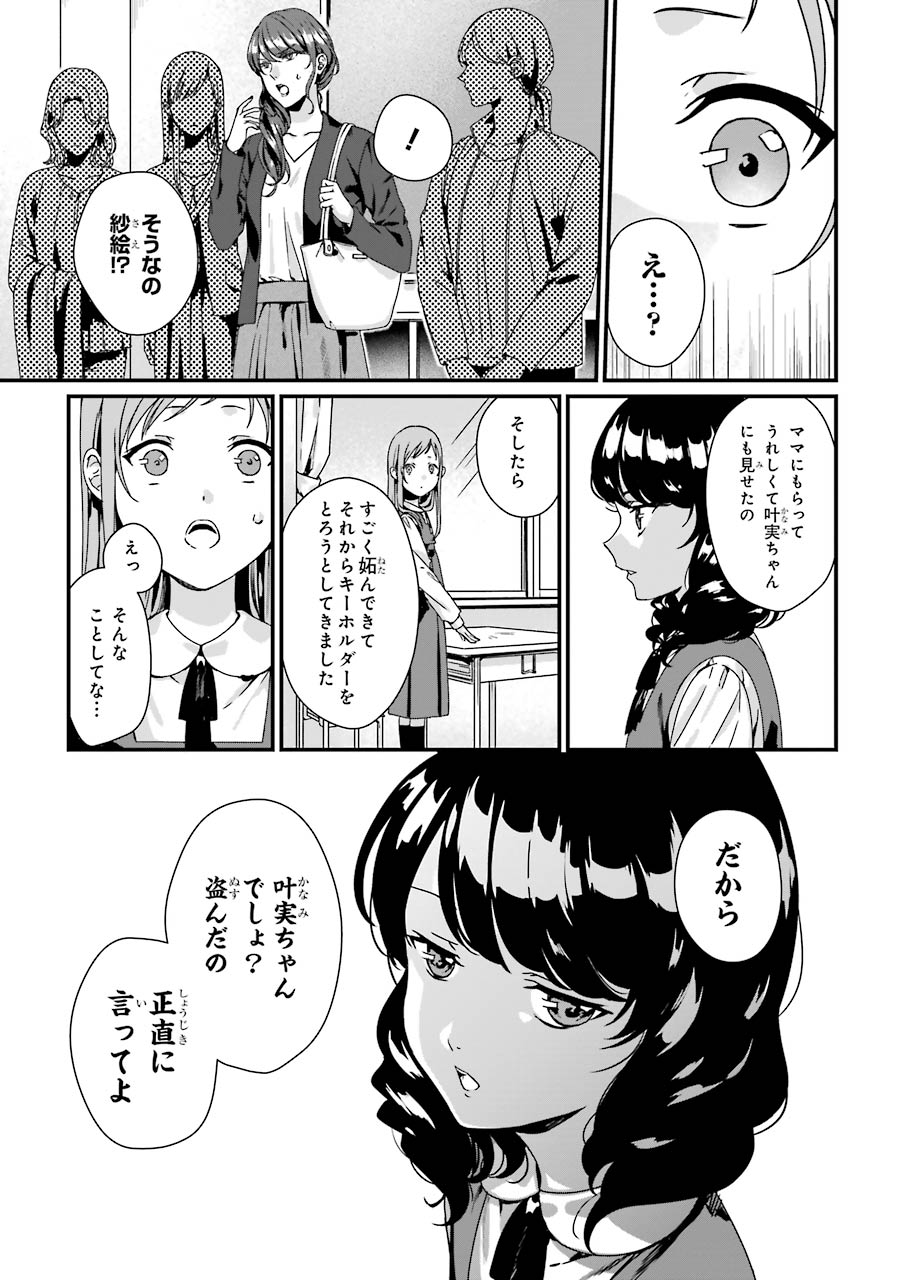 え…？
！
そうなの
紗絵!?
ママにもらって
うれしくて叶実ちゃん
にも見せたの
そしたら
すごく妬んできて
それからキーホルダーを
とろうとしてきました
えっ
そんな
ことしてな…
だから
叶実ちゃん
でしょ？
盗んだの
正直に
言ってよ